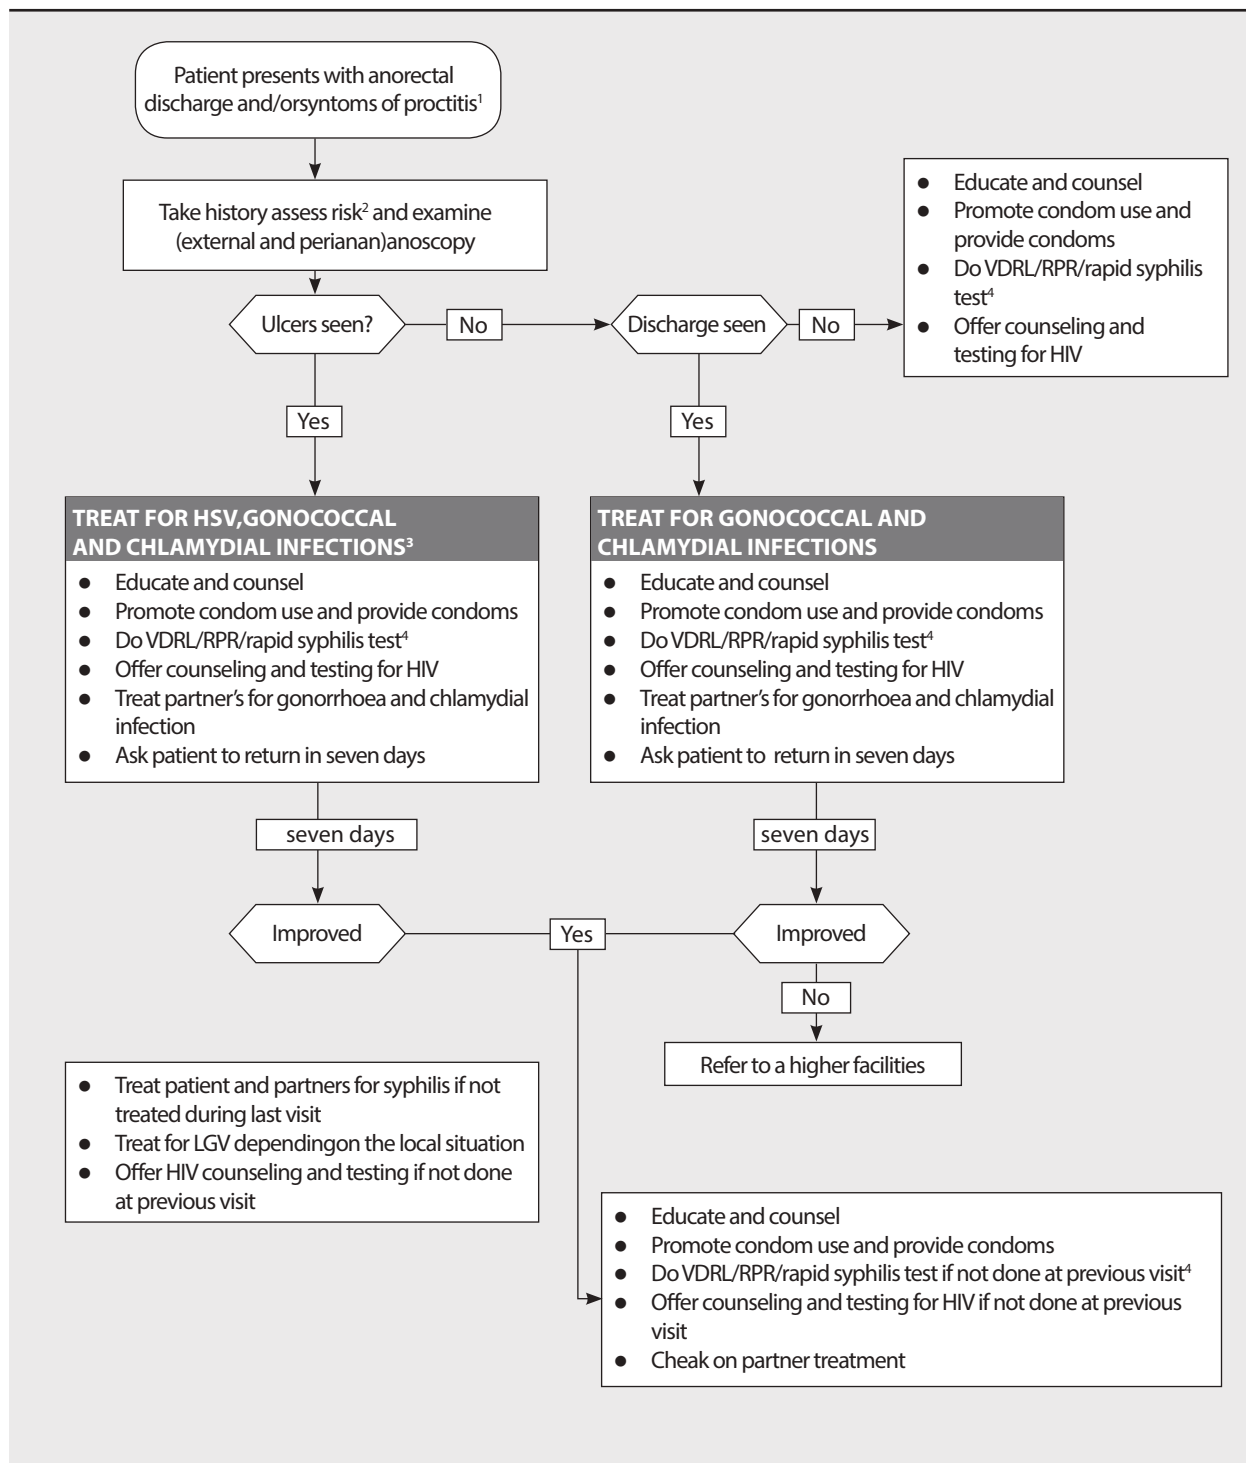 Patient presents with anorectal
discharge and/orsyntoms of proctitis¹
Take history assess risk² and examine
(external and perianan)anoscopy
Ulcers seen?
No
Discharge seen
No
● Educate and counsel
● Promote condom use and
provide condoms
● Do VDRL/RPR/rapid syphilis
test⁴
● Offer counseling and
testing for HIV
Yes
Yes
TREAT FOR HSV,GONOCOCCAL
AND CHLAMYDIAL INFECTIONS³
● Educate and counsel
● Promote condom use and provide condoms
● Do VDRL/RPR/rapid syphilis test⁴
● Offer counseling and testing for HIV
● Treat partner's for gonorrhoea and chlamydial
infection
● Ask patient to return in seven days
TREAT FOR GONOCOCCAL AND
CHLAMYDIAL INFECTIONS
● Educate and counsel
● Promote condom use and provide condoms
● Do VDRL/RPR/rapid syphilis test⁴
● Offer counseling and testing for HIV
● Treat partner's for gonorrhoea and chlamydial
infection
● Ask patient to return in seven days
seven days
seven days
Improved
Yes
Improved
No
Refer to a higher facilities
● Treat patient and partners for syphilis if not
treated during last visit
● Treat for LGV dependingon the local situation
● Offer HIV counseling and testing if not done
at previous visit
● Educate and counsel
● Promote condom use and provide condoms
● Do VDRL/RPR/rapid syphilis test if not done at previous visit⁴
● Offer counseling and testing for HIV if not done at previous
visit
● Cheak on partner treatment